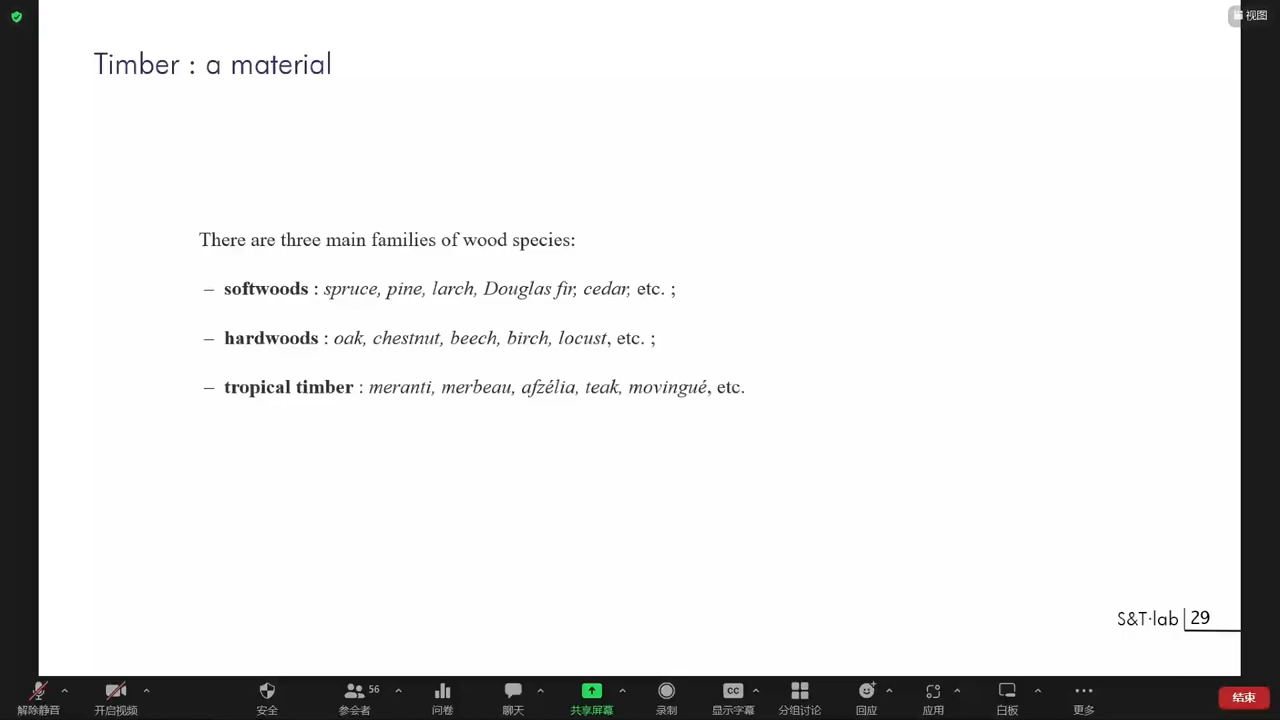 视图
Timber : a material
There are three main families of wood species:
– softwoods : spruce, pine, larch, Douglas fir, cedar, etc. ;
– hardwoods : oak, chestnut, beech, birch, locust, etc. ;
– tropical timber : meranti, merbeau, afzélia, teak, movingué, etc.
S&T·lab 29
56
CC
解除静音 开启视频 安全 参会者 问卷 聊天 共享屏幕 录制 显示字幕 分组讨论 回应 应用 白板 更多 结束